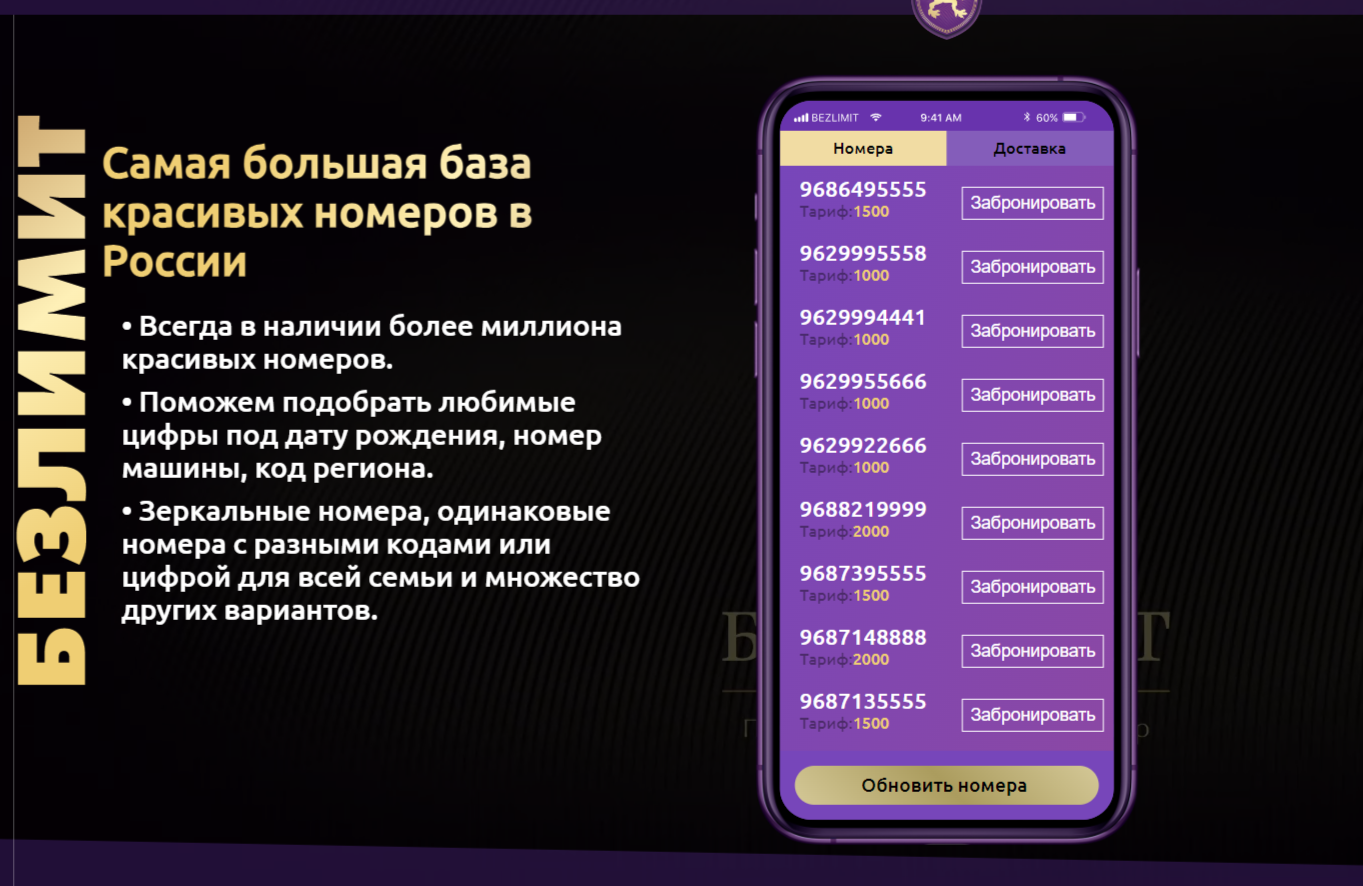 БЕЗЛИМИТ
Самая большая база
красивых номеров в
России
• Всегда в наличии более миллиона
красивых номеров.
• Поможем подобрать любимые
цифры под дату рождения, номер
машины, код региона.
• Зеркальные номера, одинаковые
номера с разными кодами или
цифрой для всей семьи и множество
других вариантов.
BEZLIMIT 9:41 AM 60%
Номера Доставка
9686495555
Тариф:1500 Забронировать
9629995558
Тариф:1000 Забронировать
9629994441
Тариф:1000 Забронировать
9629955666
Тариф:1000 Забронировать
9629922666
Тариф:1000 Забронировать
9688219999
Тариф:2000 Забронировать
9687395555
Тариф:1500 Забронировать
9687148888
Тариф:2000 Забронировать
9687135555
Тариф:1500 Забронировать
Обновить номера